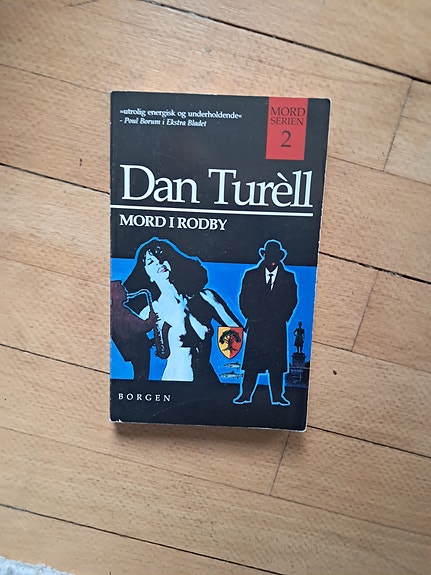 »utrolig energisk og underholdende«
- Poul Borum i Ekstra Bladet
MORD
SERIEN
2
Dan Turèll
MORD I RODBY
BORGEN